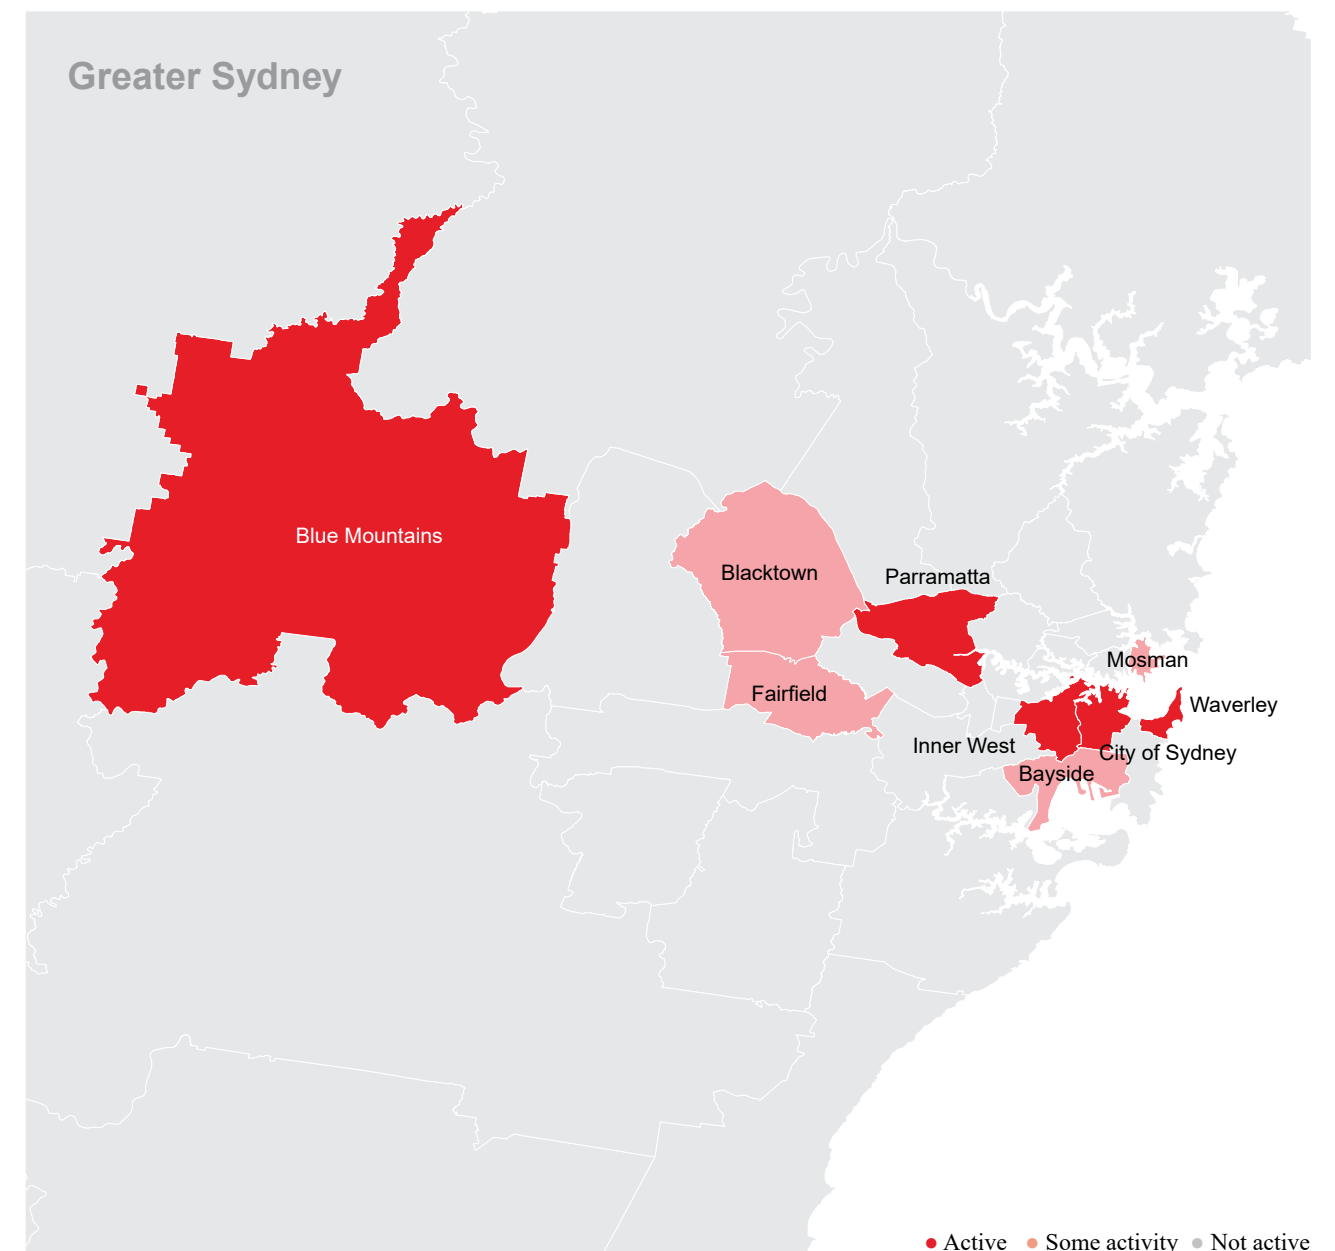 Greater Sydney
Blue Mountains
Blacktown
Parramatta
Mosman
Fairfield
Waverley
Inner West
City of Sydney
Bayside
Active
Some activity
Not active